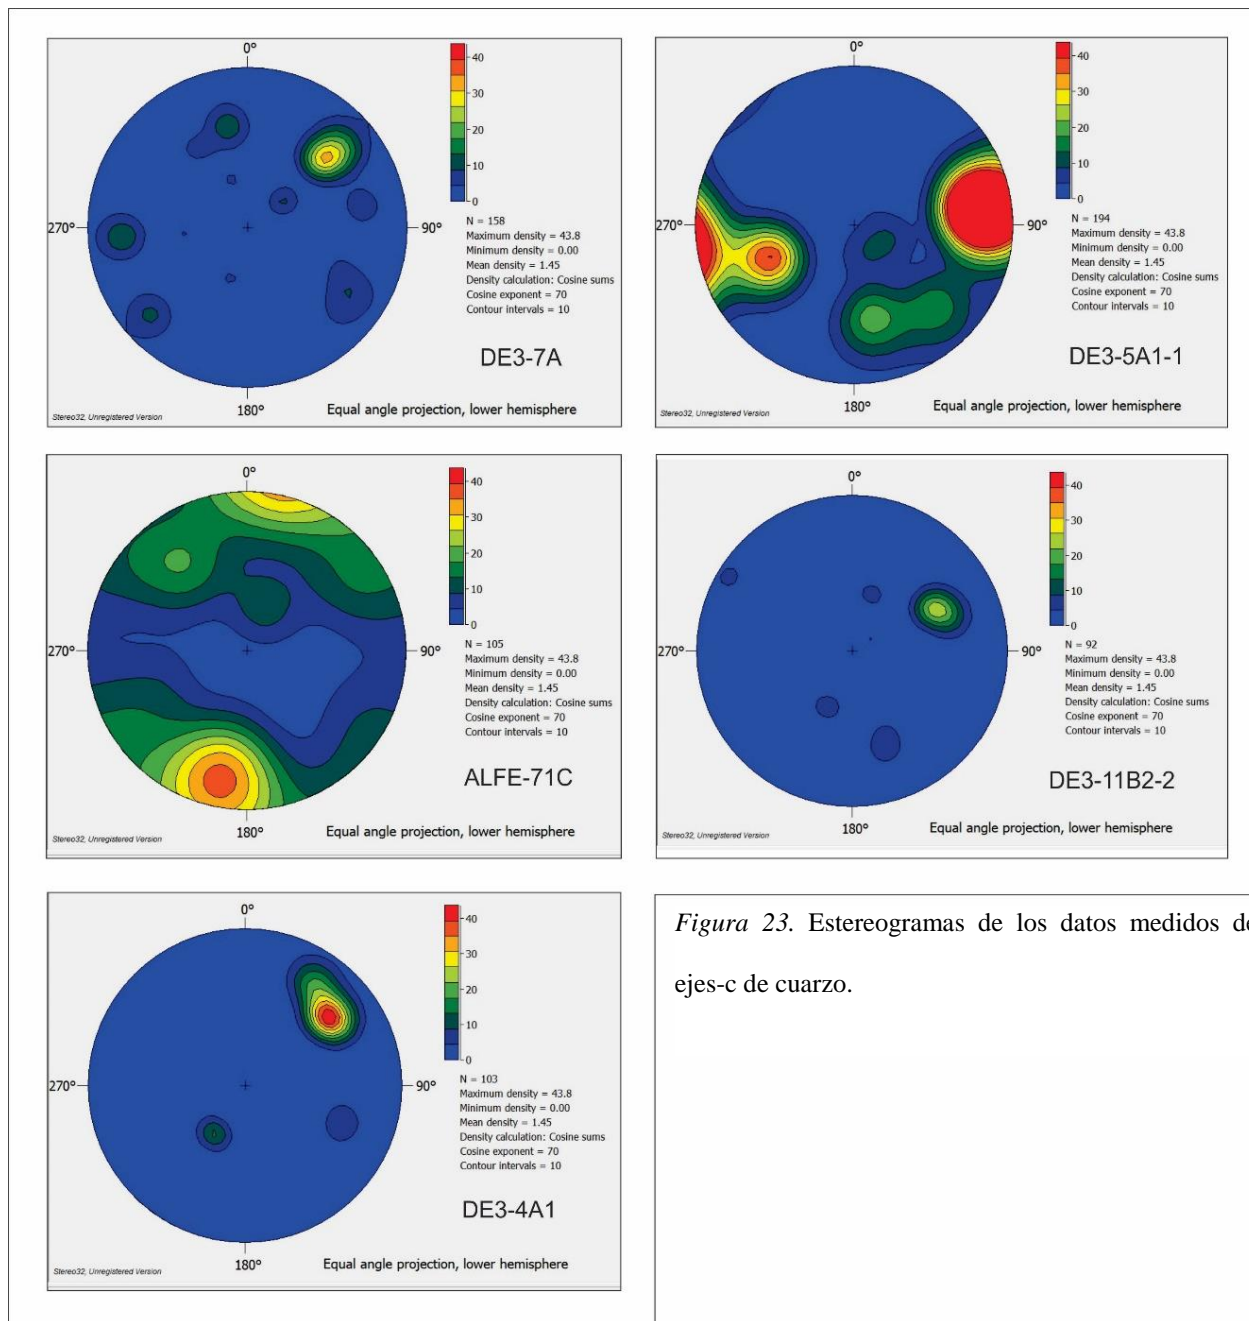 0°
270°
90°
180°
40
30
20
10
0
N = 158
Maximum density = 43.8
Minimum density = 0.00
Mean density = 1.45
Density calculation: Cosine sums
Cosine exponent = 70
Contour intervals = 10
DE3-7A
Stereo32, Unregistered Version
Equal angle projection, lower hemisphere
0°
270°
90°
180°
40
30
20
10
0
N = 194
Maximum density = 43.8
Minimum density = 0.00
Mean density = 1.45
Density calculation: Cosine sums
Cosine exponent = 70
Contour intervals = 10
DE3-5A1-1
Stereo32, Unregistered Version
Equal angle projection, lower hemisphere
0°
270°
90°
180°
40
30
20
10
0
N = 105
Maximum density = 43.8
Minimum density = 0.00
Mean density = 1.45
Density calculation: Cosine sums
Cosine exponent = 70
Contour intervals = 10
ALFE-71C
Stereo32, Unregistered Version
Equal angle projection, lower hemisphere
0°
270°
90°
180°
40
30
20
10
0
N = 92
Maximum density = 43.8
Minimum density = 0.00
Mean density = 1.45
Density calculation: Cosine sums
Cosine exponent = 70
Contour intervals = 10
DE3-11B2-2
Stereo32, Unregistered Version
Equal angle projection, lower hemisphere
0°
270°
90°
180°
40
30
20
10
0
N = 103
Maximum density = 43.8
Minimum density = 0.00
Mean density = 1.45
Density calculation: Cosine sums
Cosine exponent = 70
Contour intervals = 10
DE3-4A1
Stereo32, Unregistered Version
Equal angle projection, lower hemisphere
Figura 23. Estereogramas de los datos medidos de
ejes-c de cuarzo.